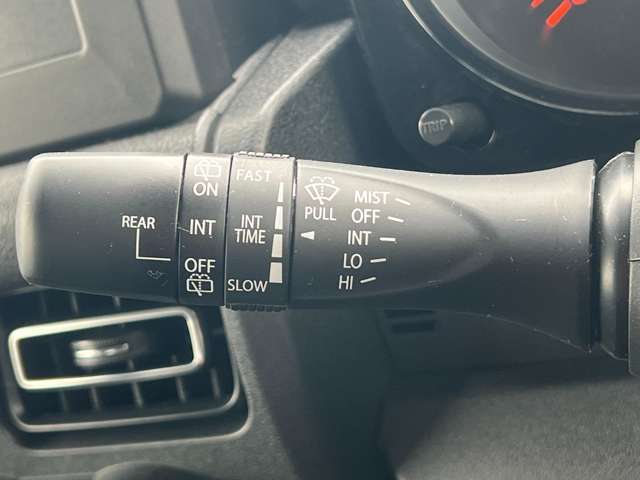 REAR
ON
INT
OFF
FAST
INT
TIME
SLOW
PULL
MIST
OFF
INT
LO
HI
TRIP